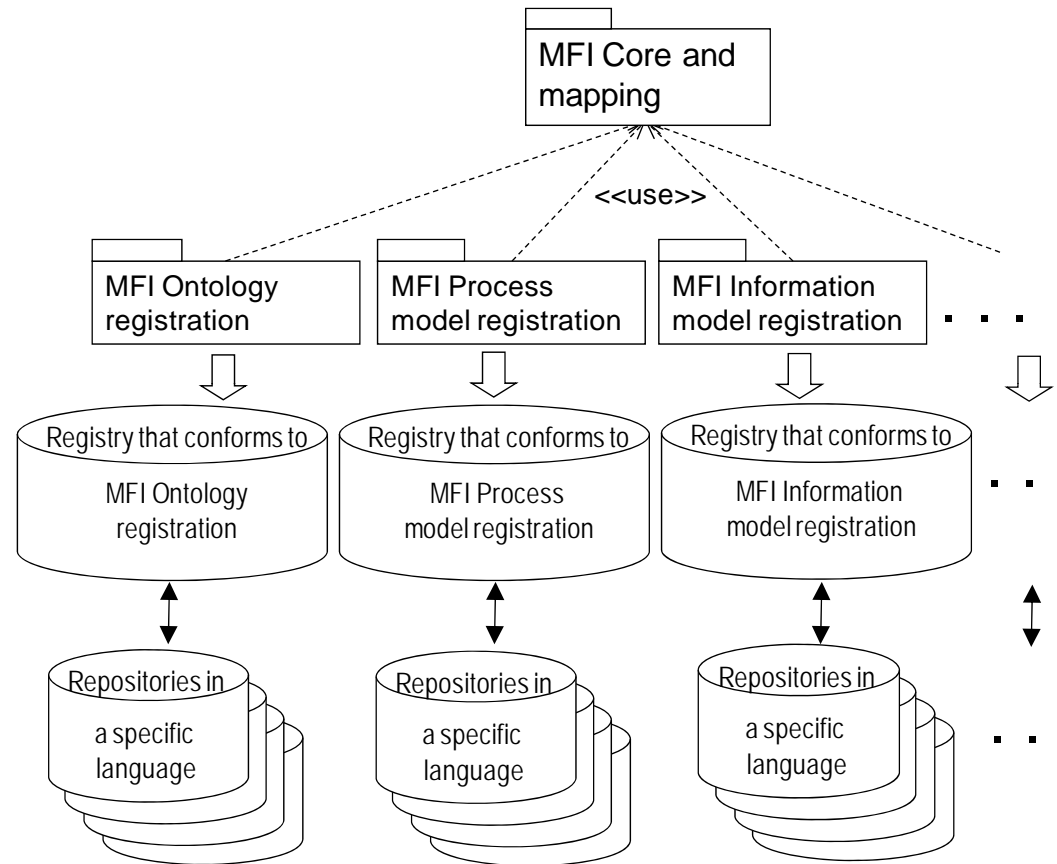 MFI Core and
mapping
<<use>>
MFI Ontology
registration
MFI Process
model registration
MFI Information
model registration
. . .
Registry that conforms to
MFI Ontology
registration
Registry that conforms to
MFI Process
model registration
Registry that conforms to
MFI Information
model registration
. .
Repositories in
a specific
language
Repositories in
a specific
language
Repositories in
a specific
language
. .